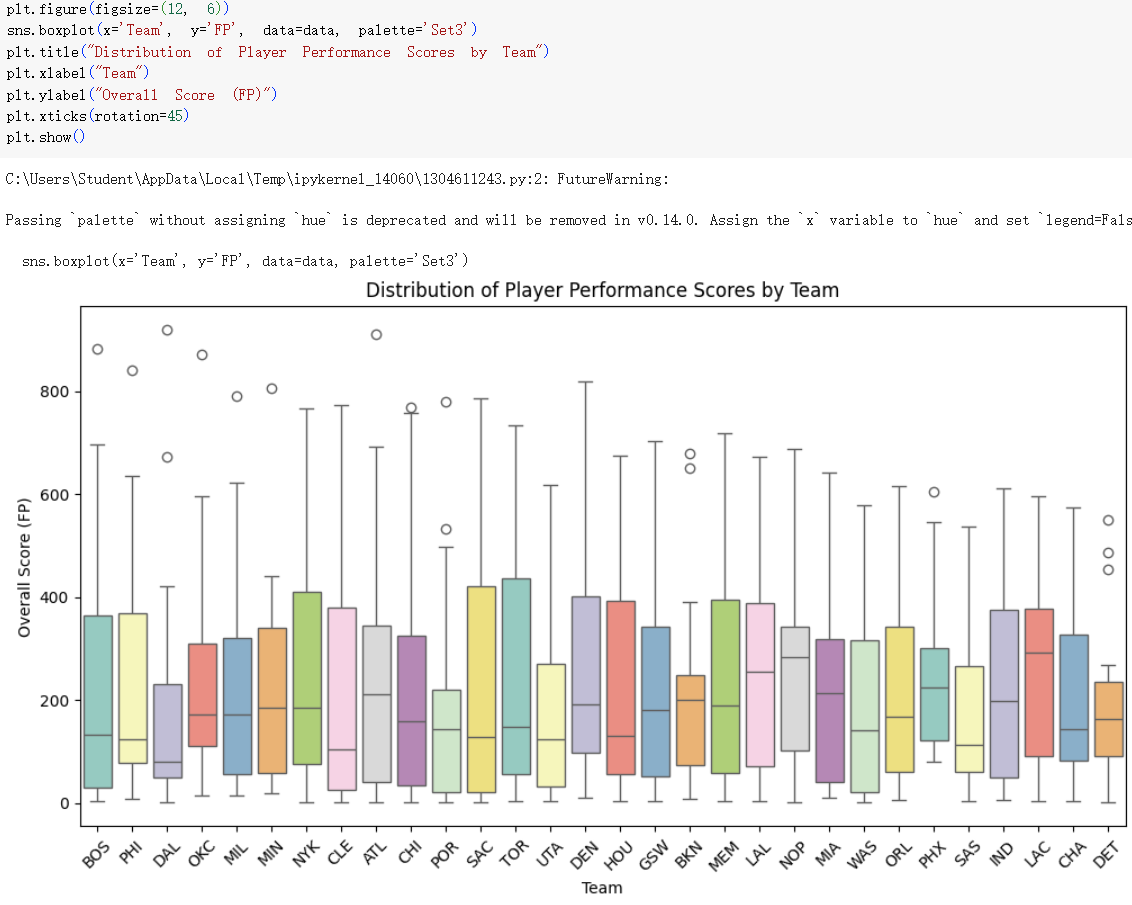 plt.figure(figsize=(12, 6))
sns.boxplot(x='Team', y='FP', data=data, palette='Set3')
plt.title("Distribution of Player Performance Scores by Team")
plt.xlabel("Team")
plt.ylabel("Overall Score (FP)")
plt.xticks(rotation=45)
plt.show()
C:\Users\Student\AppData\Local\Temp\ipykernel_14060\1304611243.py:2: FutureWarning:
Passing `palette` without assigning `hue` is deprecated and will be removed in v0.14.0. Assign the `x` variable to `hue` and set `legend=Fals
sns.boxplot(x='Team', y='FP', data=data, palette='Set3')
Distribution of Player Performance Scores by Team
Overall Score (FP)
800
600
400
200
0
BOS PHI DAL OKC MIL MIN NYK CLE ATL CHI POR SAC TOR UTA DEN HOU GSW BKN MEM LAL NOP MIA WAS ORL PHX SAS IND LAC CHA DET
Team